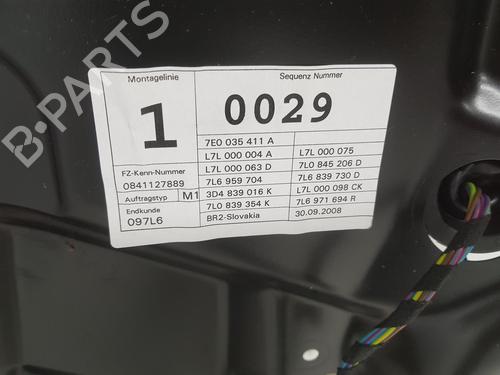 B-PARTS
Montagelinie
Sequenz Nummer
1
0029
7E0 035 411 A
L7L 000 004 A
L7L 000 075
L7L 000 063 D
7L0 845 206 D
FZ-Kenn-Nummer
7L6 959 704
7L6 839 730 D
0841127889
3D4 839 016 K
L7L 000 098 CK
Auftragstyp
M1
7L0 839 354 K
7L6 971 694 R
Endkunde
BR2-Slovakia
30.09.2008
097L6